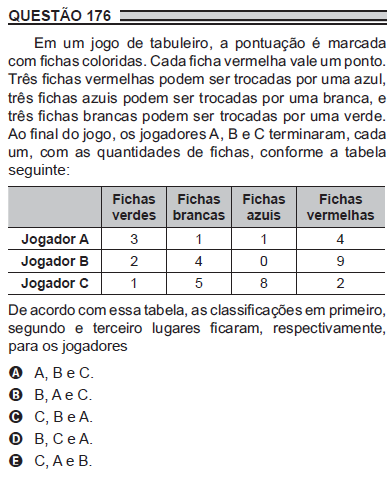 QUESTÃO 176
Em um jogo de tabuleiro, a pontuação é marcada
com fichas coloridas. Cada ficha vermelha vale um ponto.
Três fichas vermelhas podem ser trocadas por uma azul,
três fichas azuis podem ser trocadas por uma branca, e
três fichas brancas podem ser trocadas por uma verde.
Ao final do jogo, os jogadores A, B e C terminaram, cada
um, com as quantidades de fichas, conforme a tabela
seguinte:
Fichas verdes Fichas brancas Fichas azuis Fichas vermelhas
Jogador A 3 1 1 4
Jogador B 2 4 0 9
Jogador C 1 5 8 2
De acordo com essa tabela, as classificações em primeiro,
segundo e terceiro lugares ficaram, respectivamente,
para os jogadores
A A, B e C.
B B, A e C.
C C, B e A.
D B, C e A.
E C, A e B.